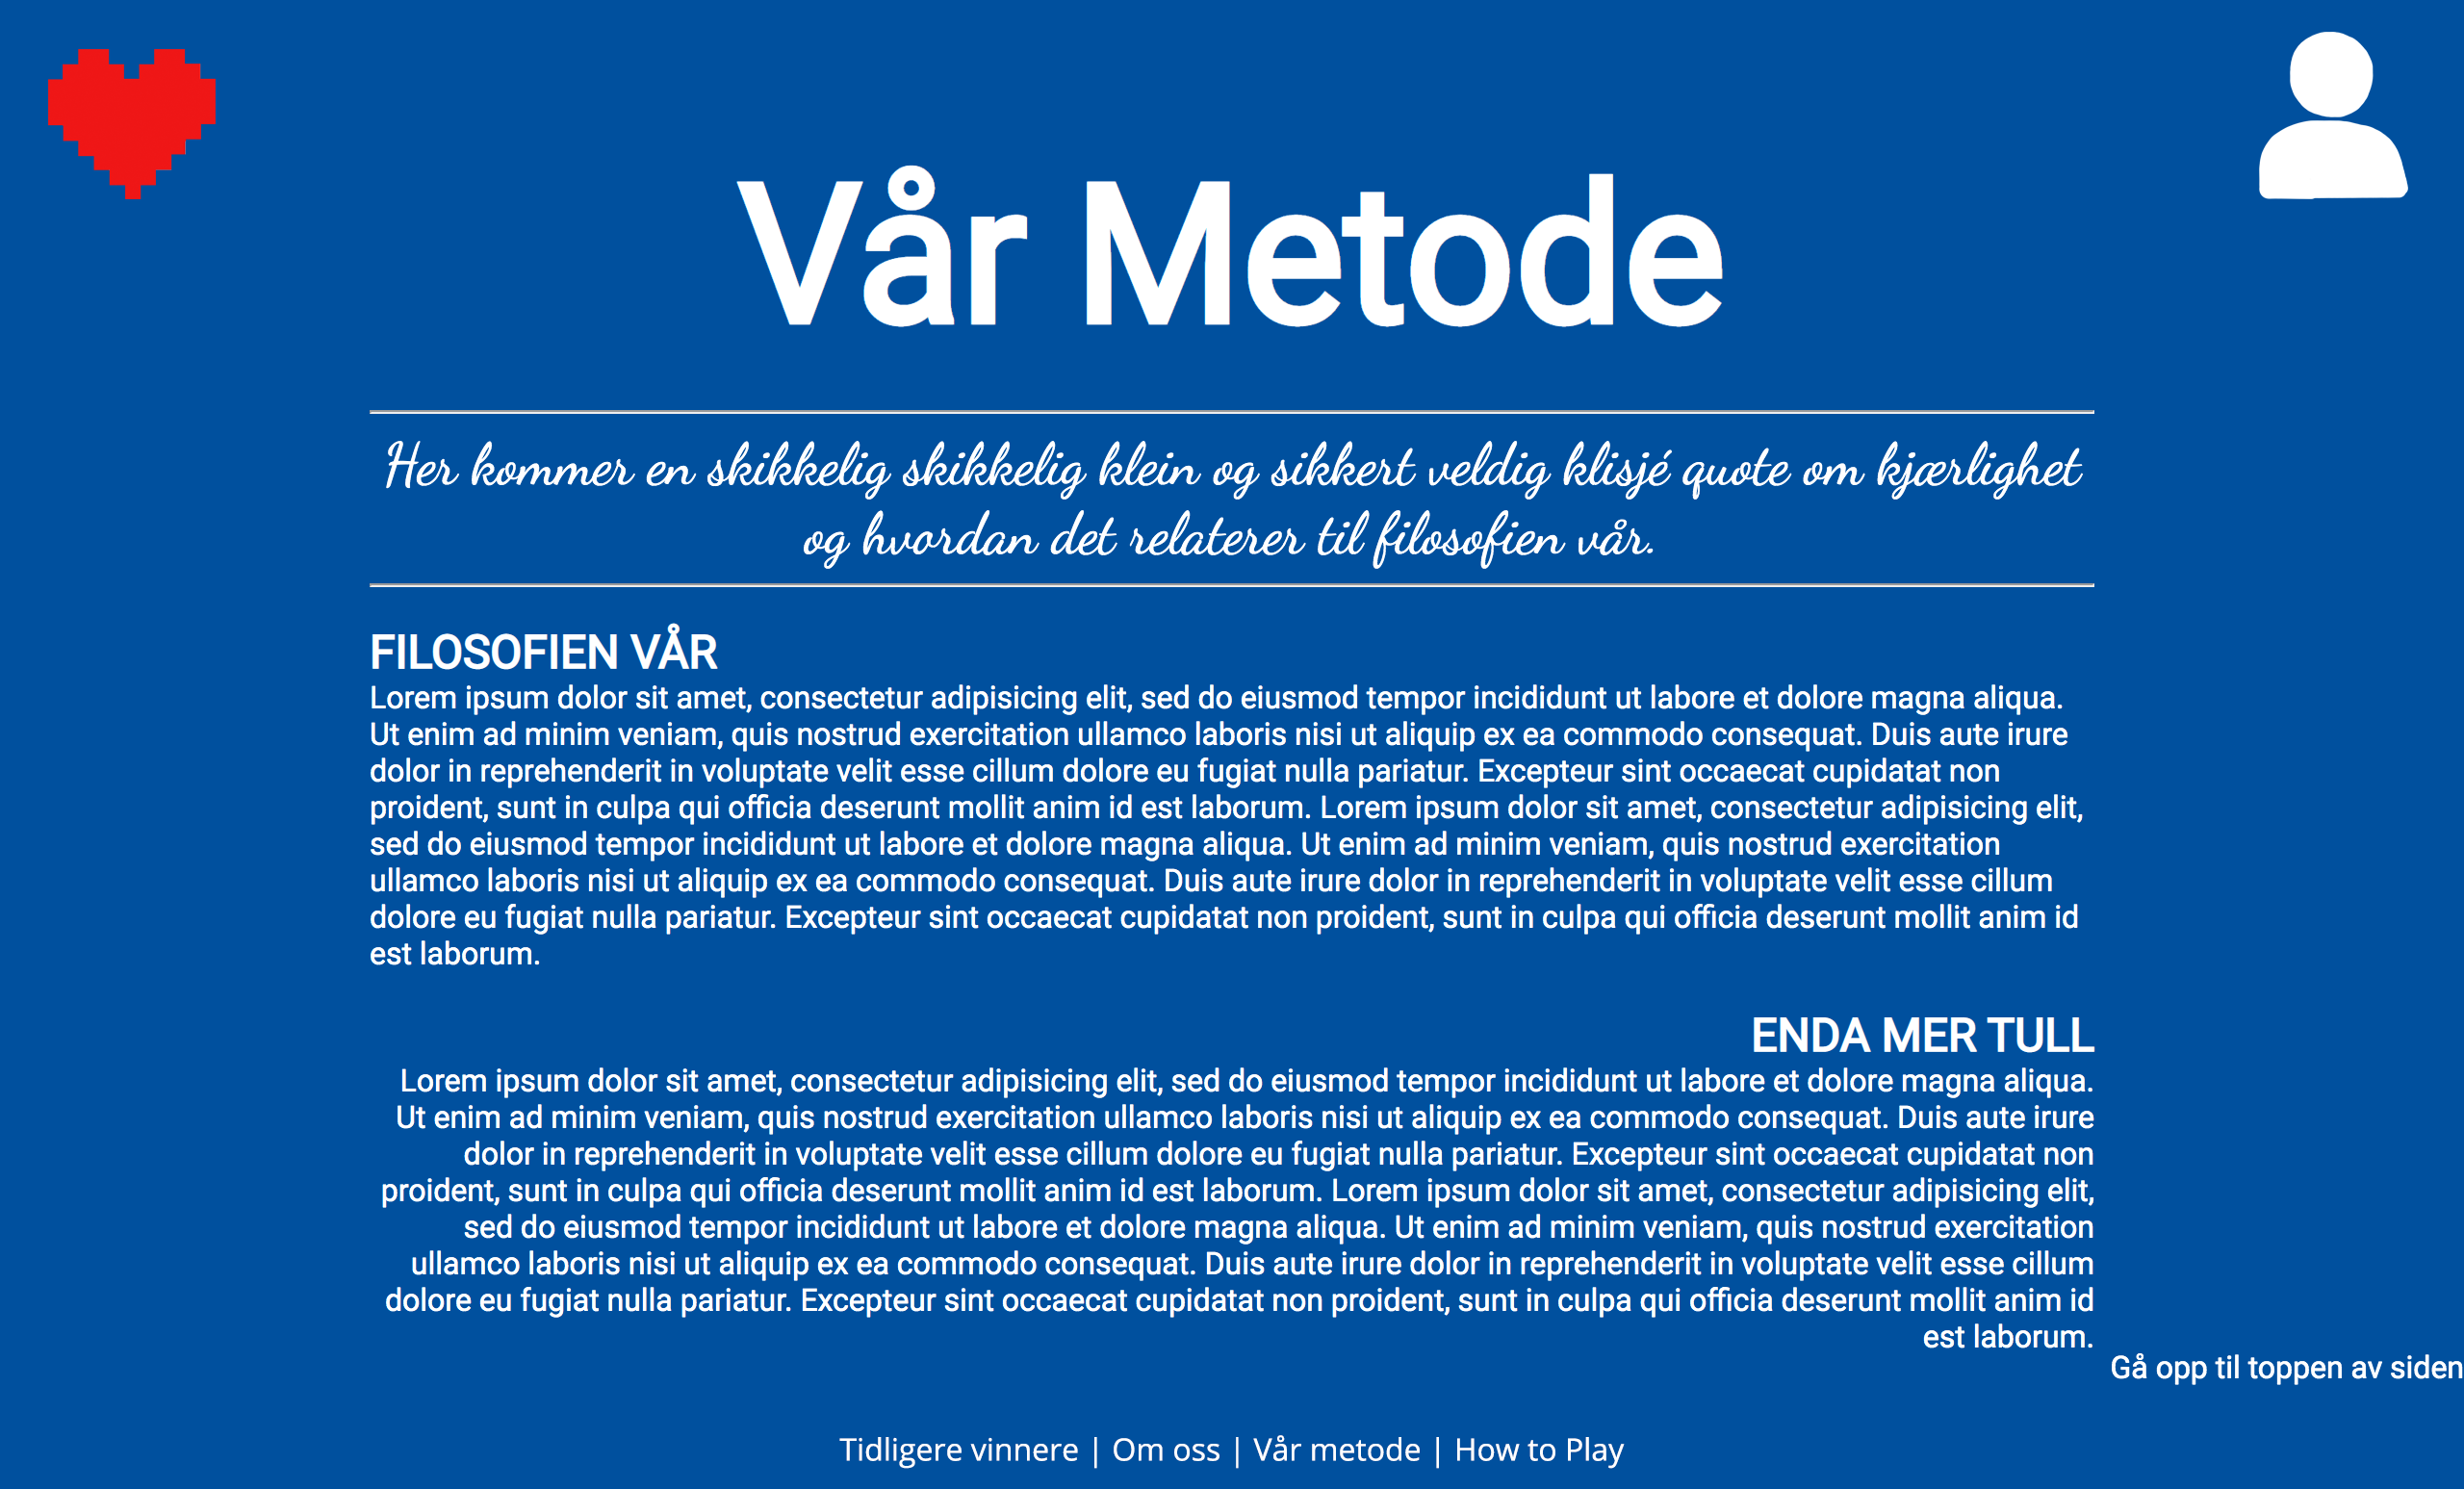 Vår Metode
Her kommer en skikkelig skikkelig klein og sikkert veldig klisjé quote om kjærlighet
og hvordan det relaterer til filosofien vår.
FILOSOFIEN VÅR
Lorem ipsum dolor sit amet, consectetur adipisicing elit, sed do eiusmod tempor incididunt ut labore et dolore magna aliqua.
Ut enim ad minim veniam, quis nostrud exercitation ullamco laboris nisi ut aliquip ex ea commodo consequat. Duis aute irure
dolor in reprehenderit in voluptate velit esse cillum dolore eu fugiat nulla pariatur. Excepteur sint occaecat cupidatat non
proident, sunt in culpa qui officia deserunt mollit anim id est laborum. Lorem ipsum dolor sit amet, consectetur adipisicing elit,
sed do eiusmod tempor incididunt ut labore et dolore magna aliqua. Ut enim ad minim veniam, quis nostrud exercitation
ullamco laboris nisi ut aliquip ex ea commodo consequat. Duis aute irure dolor in reprehenderit in voluptate velit esse cillum
dolore eu fugiat nulla pariatur. Excepteur sint occaecat cupidatat non proident, sunt in culpa qui officia deserunt mollit anim id
est laborum.
ENDA MER TULL
Lorem ipsum dolor sit amet, consectetur adipisicing elit, sed do eiusmod tempor incididunt ut labore et dolore magna aliqua.
Ut enim ad minim veniam, quis nostrud exercitation ullamco laboris nisi ut aliquip ex ea commodo consequat. Duis aute irure
dolor in reprehenderit in voluptate velit esse cillum dolore eu fugiat nulla pariatur. Excepteur sint occaecat cupidatat non
proident, sunt in culpa qui officia deserunt mollit anim id est laborum. Lorem ipsum dolor sit amet, consectetur adipisicing elit,
sed do eiusmod tempor incididunt ut labore et dolore magna aliqua. Ut enim ad minim veniam, quis nostrud exercitation
ullamco laboris nisi ut aliquip ex ea commodo consequat. Duis aute irure dolor in reprehenderit in voluptate velit esse cillum
dolore eu fugiat nulla pariatur. Excepteur sint occaecat cupidatat non proident, sunt in culpa qui officia deserunt mollit anim id
est laborum.
Gå opp til toppen av siden
Tidligere vinnere | Om oss | Vår metode | How to Play